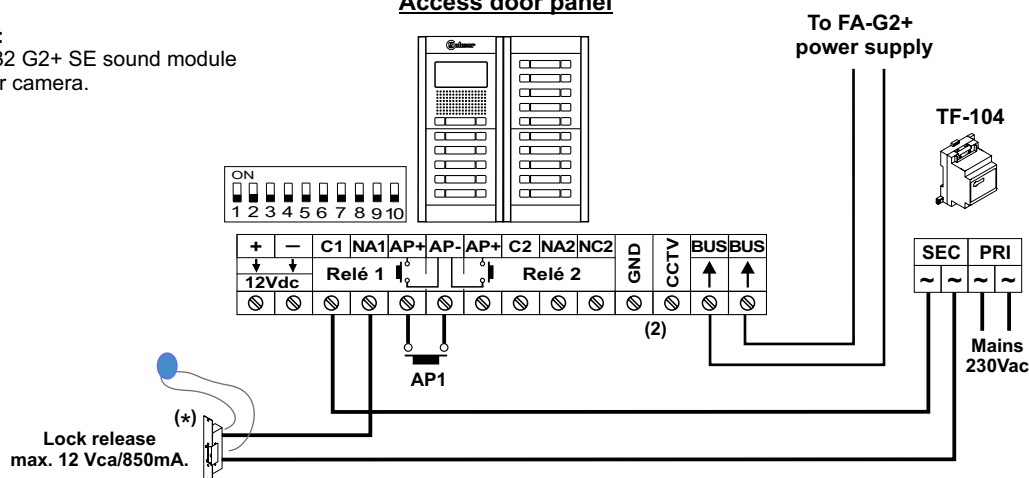 Access door panel
:
32 G2+ SE sound module
r camera.
To FA-G2+
power supply
TF-104
Golmar
ON
1 2 3 4 5 6 7 8 9 10
+ — C1 NA1 AP+ AP- AP+ C2 NA2 NC2 GND CCTV BUS BUS
12Vdc Relé 1 Relé 2
SEC PRI
~ ~ ~ ~
(2)
Mains
230Vac
AP1
(*)
Lock release
max. 12 Vca/850mA.